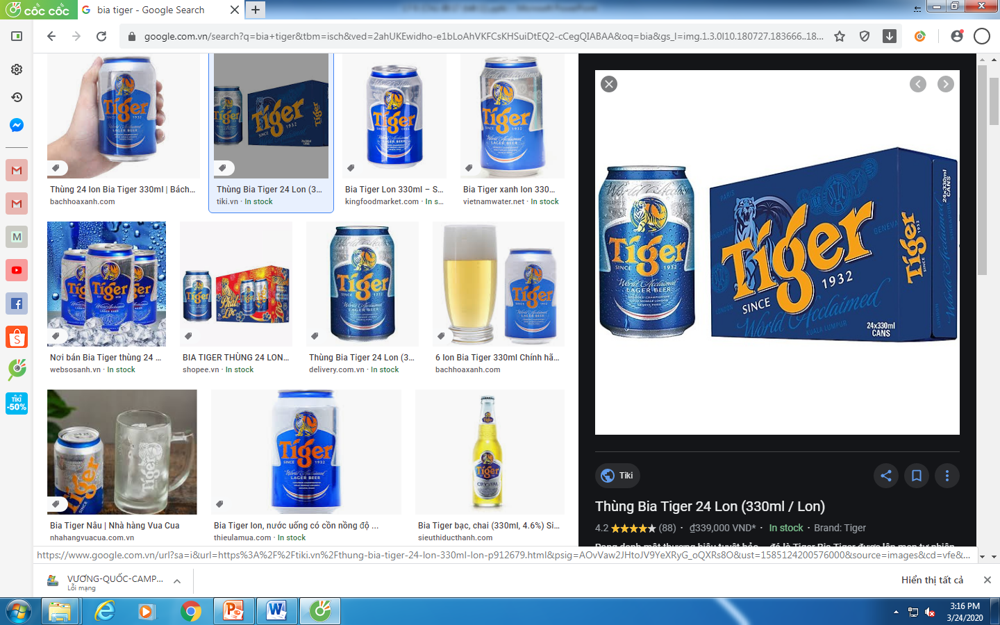 cốc cốc
bia tiger - Google Search
google.com.vn/search?q=bia+tiger&tbm=isch&ved=2ahUKEwidho-e1bLoAhVKFCsKHSuiDtEQ2-cCegQIABAA&oq=bia&gs_l=img.1.3.0l10.180727.183666..18...
Thùng 24 lon Bia Tiger 330ml | Bách...
bachhoaxanh.com
Thùng Bia Tiger 24 Lon (3...
tiki.vn · In stock
Bia Tiger Lon 330ml – S...
kingfoodmarket.com · In s...
Bia Tiger xanh lon 330...
vietnamwater.net · In stock
Nơi bán Bia Tiger thùng 24 ...
websosanh.vn · In stock
BIA TIGER THÙNG 24 LON...
shopee.vn · In stock
Thùng Bia Tiger 24 Lon (3...
delivery.com.vn · In stock
6 lon Bia Tiger 330ml Chính hã...
bachhoaxanh.com
Bia Tiger Nâu | Nhà hàng Vua Cua
nhahangvuacua.com.vn
Bia Tiger lon, nước uống có cồn nồng độ ...
thieulamua.com · In stock
Bia Tiger bạc, chai (330ml, 4.6%) Si...
sieuthiducthanh.com
Tiger
SINCE 1932
World Acclaimed
LAGER BEER
Tiger
SINCE 1932
World Acclaimed
KUALA LUMPUR
SINGAPORE
PARIS
GENEVA
24x330ml
CANS
Tiki
Thùng Bia Tiger 24 Lon (330ml / Lon)
4.2 (88) · ₫339,000 VND* · In stock · Brand: Tiger
https://www.google.com.vn/url?sa=i&url=https%3A%2F%2Ftiki.vn%2Fthung-bia-tiger-24-lon-330ml-lon-p912679.html&psig=AOvVaw2JHtoJV9YeXRyG_oQXRs8O&ust=1585124200576000&source=images&cd=vfe&...
TIKI
-50%
VƯƠNG-QUỐC-CAMP...
Lỗi mạng
Hiển thị tất cả
3:16 PM
3/24/2020